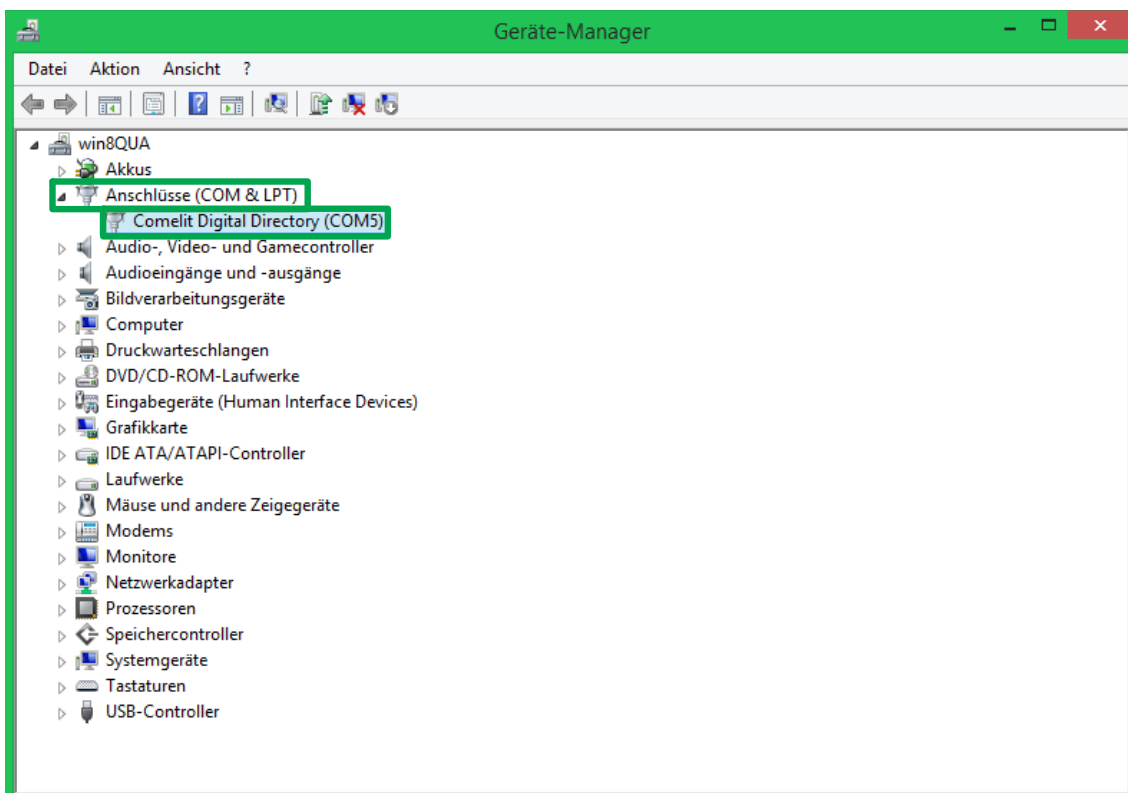 Geräte-Manager
Datei Aktion Ansicht ?
win8QUA
Akkus
Anschlüsse (COM & LPT)
Comelit Digital Directory (COM5)
Audio-, Video- und Gamecontroller
Audioeingänge und -ausgänge
Bildverarbeitungsgeräte
Computer
Druckwarteschlangen
DVD/CD-ROM-Laufwerke
Eingabegeräte (Human Interface Devices)
Grafikkarte
IDE ATA/ATAPI-Controller
Laufwerke
Mäuse und andere Zeigegeräte
Modems
Monitore
Netzwerkadapter
Prozessoren
Speichercontroller
Systemgeräte
Tastaturen
USB-Controller